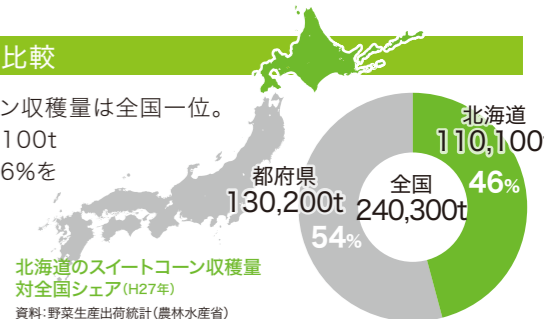 比較
ン収穫量は全国一位。
100t
6%を
北海道
110,100t
46%
都府県
130,200t
54%
全国
240,300t
北海道のスイートコーン収穫量
対全国シェア(H27年)
資料:野菜生産出荷統計(農林水産省)